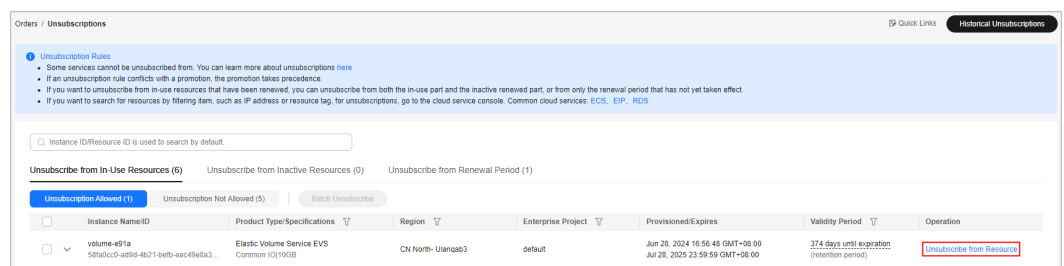 Orders / Unsubscriptions
Quick Links
Historical Unsubscriptions
Unsubscription Rules
• Some services cannot be unsubscribed from. You can learn more about unsubscriptions here
• If an unsubscription rule conflicts with a promotion, the promotion takes precedence.
• If you want to unsubscribe from in-use resources that have been renewed, you can unsubscribe from both the in-use part and the inactive renewed part, or from only the renewal period that has not yet taken effect.
• If you want to search for resources by filtering item, such as IP address or resource tag, for unsubscriptions, go to the cloud service console. Common cloud services: ECS、EIP、RDS
Instance ID/Resource ID is used to search by default.
Unsubscribe from In-Use Resources (6) Unsubscribe from Inactive Resources (0) Unsubscribe from Renewal Period (1)
Unsubscription Allowed (1) Unsubscription Not Allowed (5) Batch Unsubscribe
Instance Name/ID Product Type/Specifications Region Enterprise Project Provisioned/Expires Validity Period Operation
volume-e91a Elastic Volume Service EVS Jun 28, 2024 16:56:48 GMT+08:00 374 days until expiration
CN North- Ulanqab3 default Unsubscribe from Resource
58fa0cc0-ad9d-4b21-befb-eac49e8a3... Common IO|10GB Jul 28, 2025 23:59:59 GMT+08:00 (retention period)